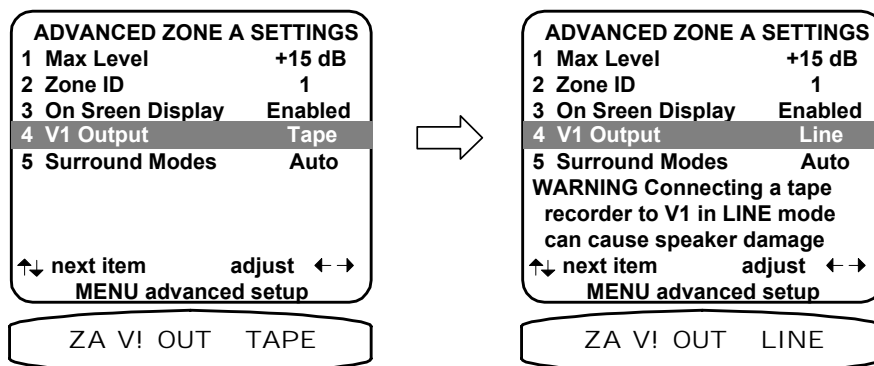 ADVANCED ZONE A SETTINGS
1 Max Level +15 dB
2 Zone ID 1
3 On Sreen Display Enabled
4 V1 Output Tape
5 Surround Modes Auto
↑↓ next item adjust ←→
MENU advanced setup
ZA V! OUT TAPE
ADVANCED ZONE A SETTINGS
1 Max Level +15 dB
2 Zone ID 1
3 On Sreen Display Enabled
4 V1 Output Line
5 Surround Modes Auto
WARNING Connecting a tape
recorder to V1 in LINE mode
can cause speaker damage
↑↓ next item adjust ←→
MENU advanced setup
ZA V! OUT LINE